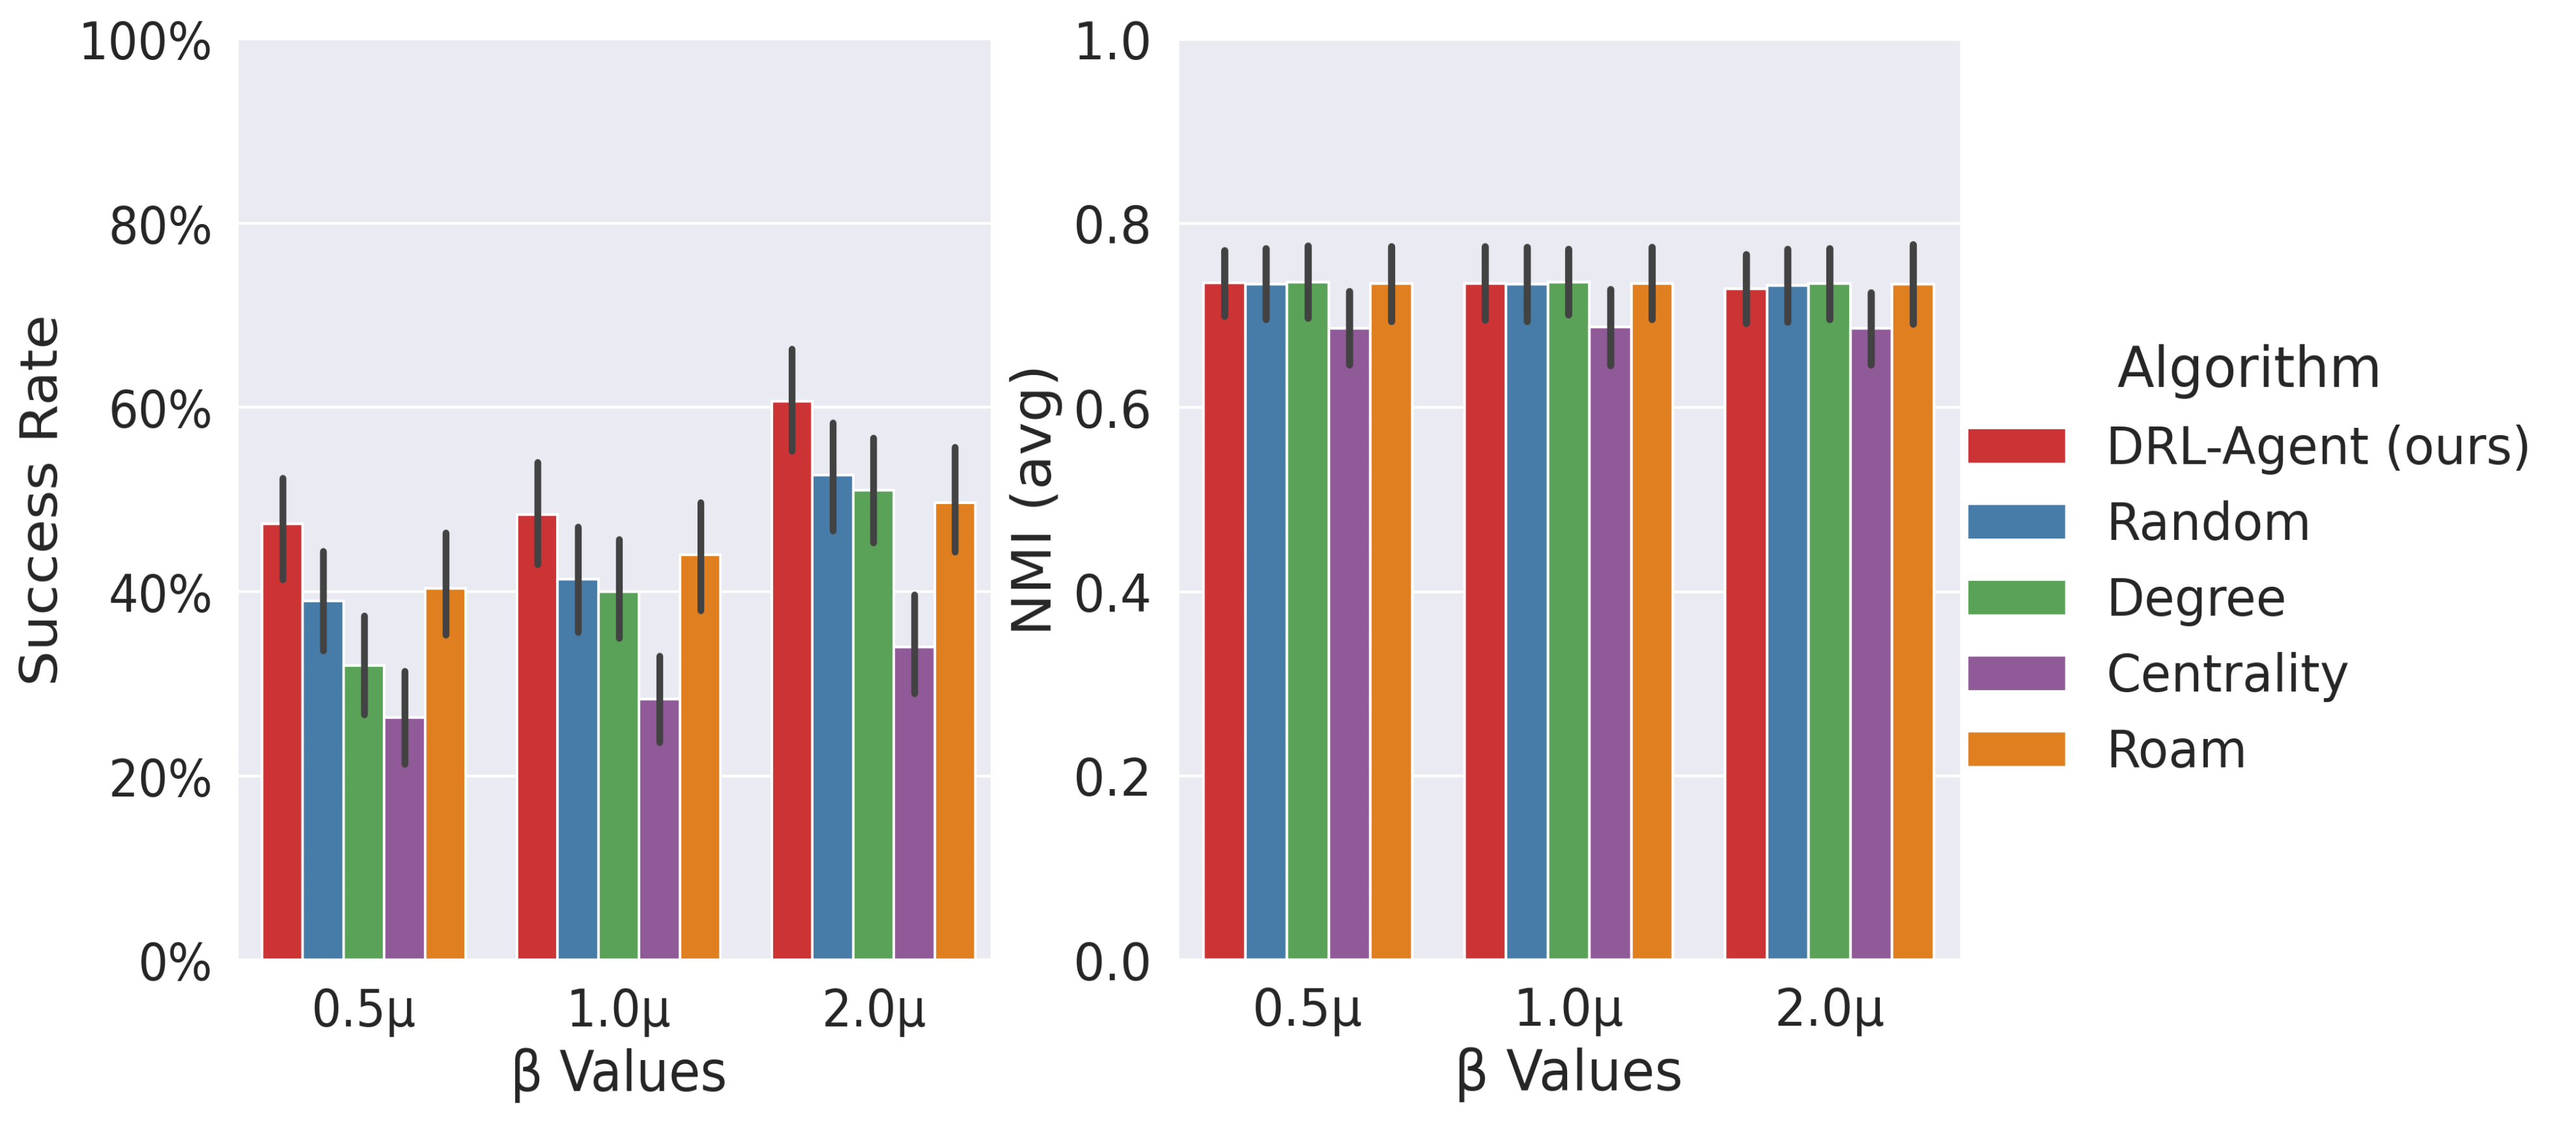 Success Rate
100%
80%
60%
40%
20%
0%
0.5μ 1.0μ 2.0μ
β Values
NMI (avg)
1.0
0.8
0.6
0.4
0.2
0.0
0.5μ 1.0μ 2.0μ
β Values
Algorithm
DRL-Agent (ours)
Random
Degree
Centrality
Roam